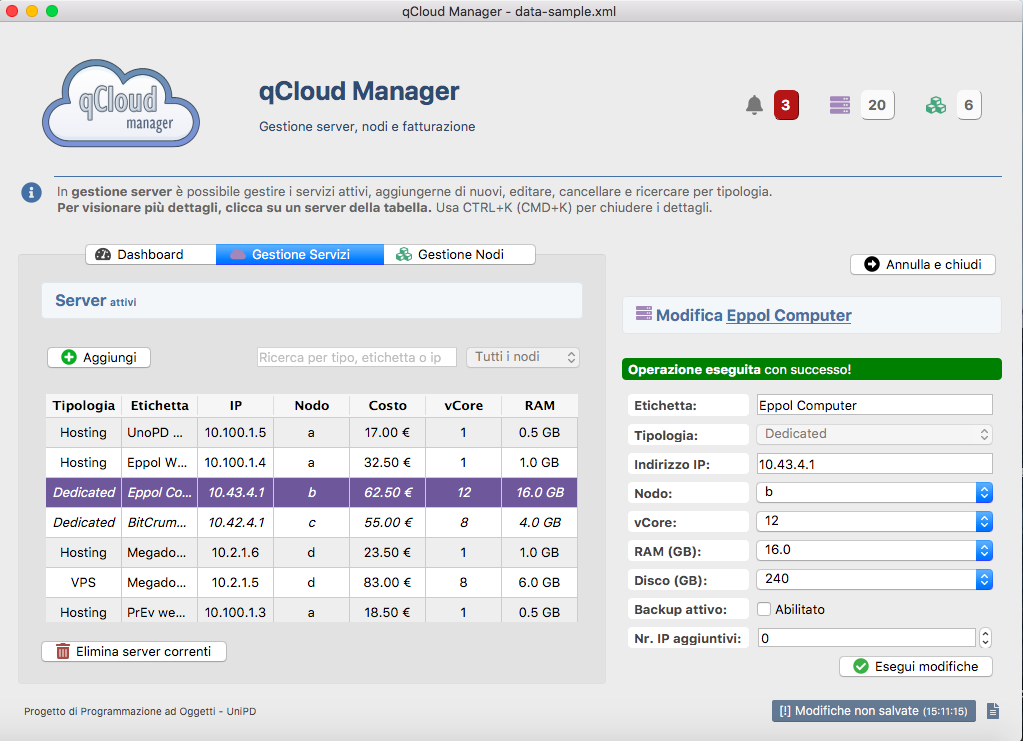 qCloud Manager - data-sample.xml
qCloud
manager
qCloud Manager
Gestione server, nodi e fatturazione
3
20
6
In gestione server è possibile gestire i servizi attivi, aggiungerne di nuovi, editare, cancellare e ricercare per tipologia.
Per visionare più dettagli, clicca su un server della tabella. Usa CTRL+K (CMD+K) per chiudere i dettagli.
Dashboard Gestione Servizi Gestione Nodi
Server attivi
Aggiungi Ricerca per tipo, etichetta o ip Tutti i nodi
Tipologia Etichetta IP Nodo Costo vCore RAM
Hosting UnoPD ... 10.100.1.5 a 17.00 € 1 0.5 GB
Hosting Eppol W... 10.100.1.4 a 32.50 € 1 1.0 GB
Dedicated Eppol Co... 10.43.4.1 b 62.50 € 12 16.0 GB
Dedicated BitCrum... 10.42.4.1 c 55.00 € 8 4.0 GB
Hosting Megado... 10.2.1.6 d 23.50 € 1 1.0 GB
VPS Megado... 10.2.1.5 d 83.00 € 8 6.0 GB
Hosting PrEv we... 10.100.1.3 a 18.50 € 1 0.5 GB
Elimina server correnti
Annulla e chiudi
Modifica Eppol Computer
Operazione eseguita con successo!
Etichetta: Eppol Computer
Tipologia: Dedicated
Indirizzo IP: 10.43.4.1
Nodo: b
vCore: 12
RAM (GB): 16.0
Disco (GB): 240
Backup attivo: Abilitato
Nr. IP aggiuntivi: 0
Esegui modifiche
Progetto di Programmazione ad Oggetti - UniPD
[!] Modifiche non salvate (15:11:15)